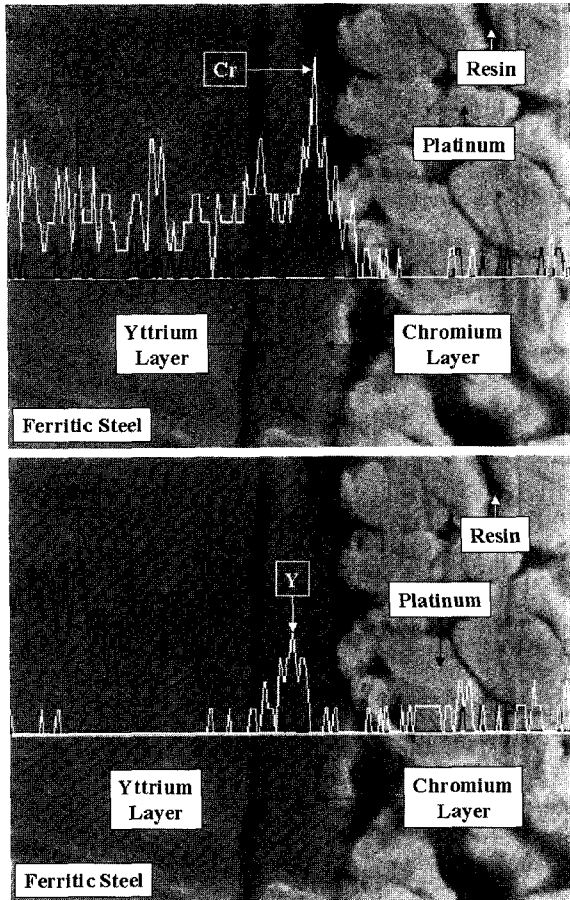 Resin
Cr
Platinum
Yttrium
Layer
Chromium
Layer
Ferritic Steel
Resin
Y
Platinum
Yttrium
Layer
Chromium
Layer
Ferritic Steel